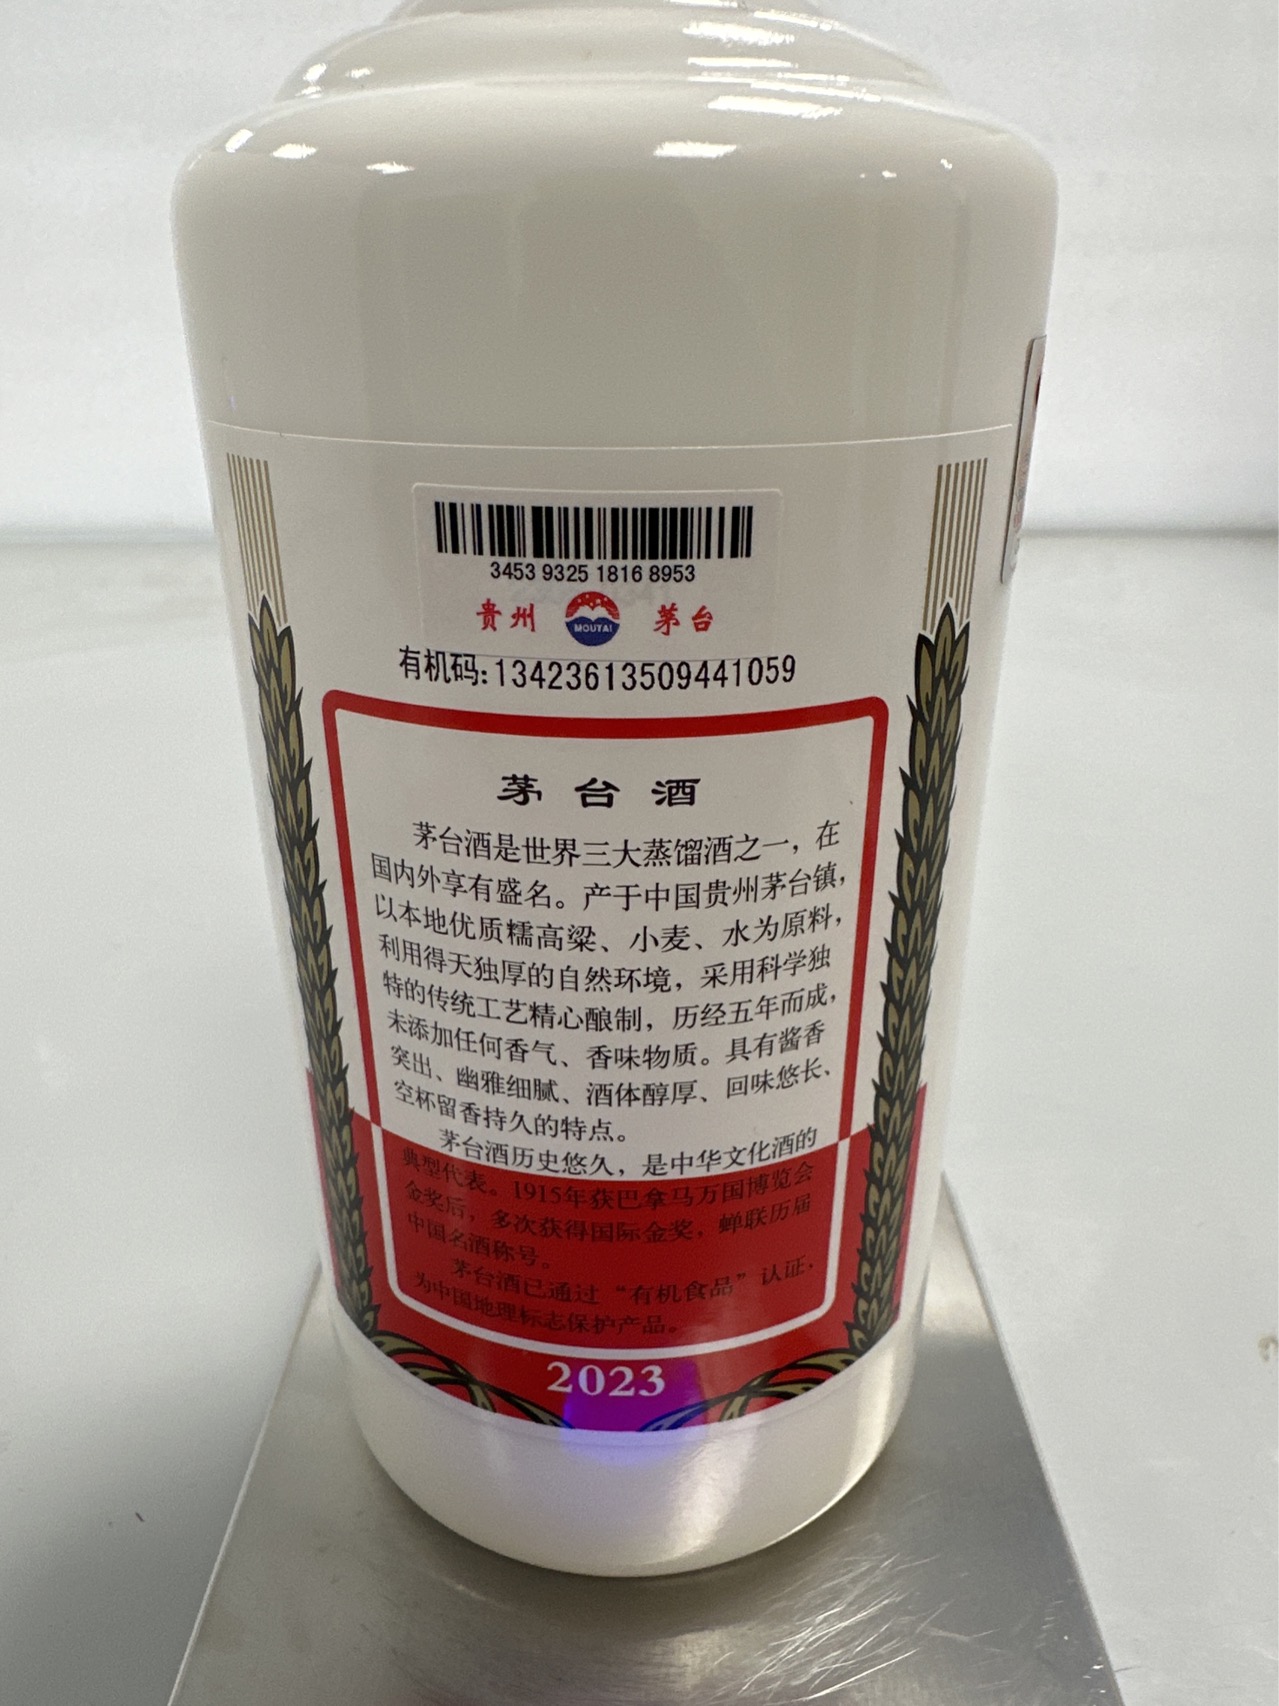 3453 9325 1816 8953
贵州 MOUTAI 茅台
有机码:13423613509441059
茅台酒
茅台酒是世界三大蒸馏酒之一，在
国内外享有盛名。产于中国贵州茅台镇，
以本地优质糯高粱、小麦、水为原料，
利用得天独厚的自然环境，采用科学独
特的传统工艺精心酿制，历经五年而成，
未添加任何香气、香味物质。具有酱香
突出、幽雅细腻、酒体醇厚、回味悠长、
空杯留香持久的特点。
茅台酒历史悠久，是中华文化酒的
典型代表。1915年获巴拿马万国博览会
金奖后，多次获得国际金奖，蝉联历届
中国名酒称号。
茅台酒已通过“有机食品”认证，
为中国地理标志保护产品。
2023